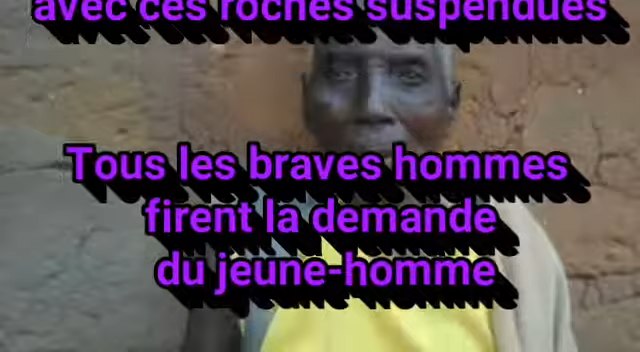 avec ces roches suspendues
Tous les braves hommes
firent la demande
du jeune-homme